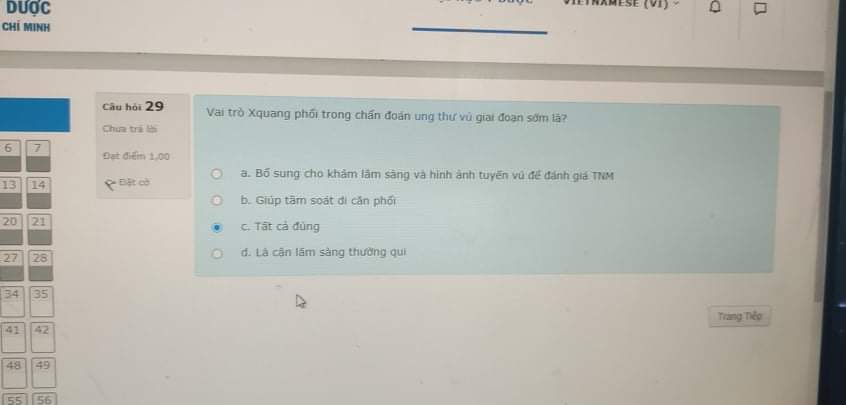 DƯỢC
CHÍ MINH
VIETNAMESE (VI)
Câu hỏi 29
Chưa trả lời
Đạt điểm 1,00
Đặt cờ
Vai trò Xquang phổi trong chẩn đoán ung thư vú giai đoạn sớm là?
a. Bổ sung cho khám lâm sàng và hình ảnh tuyến vú để đánh giá TNM
b. Giúp tầm soát di căn phổi
c. Tất cả đúng
d. Là cận lâm sàng thường qui
Trang Tiếp
6 7
13 14
20 21
27 28
34 35
41 42
48 49
55 56